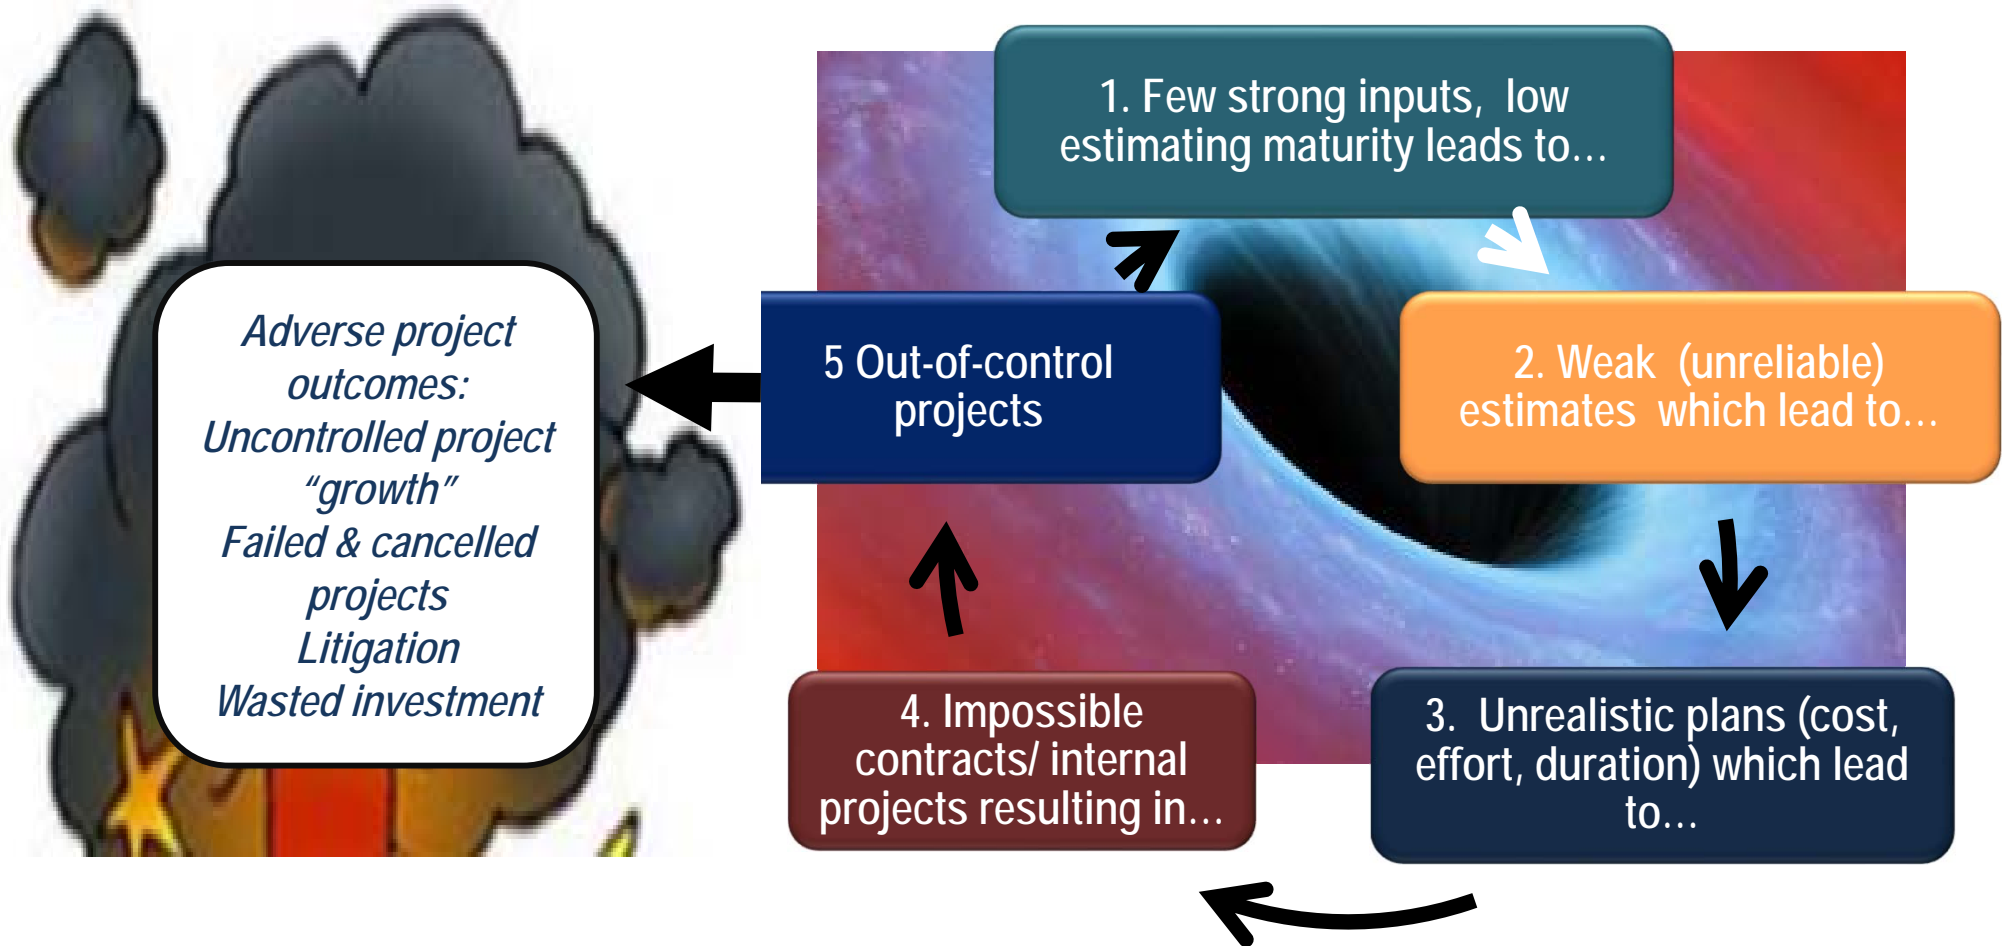 1. Few strong inputs,  low
estimating maturity leads to…
2. Weak  (unreliable)
estimates  which lead to…
3.  Unrealistic plans (cost,
effort, duration) which lead
to…
4. Impossible
contracts/ internal
projects resulting in…
5 Out-of-control
projects
Adverse project
outcomes:
Uncontrolled project
“growth”
Failed & cancelled
projects
Litigation
Wasted investment